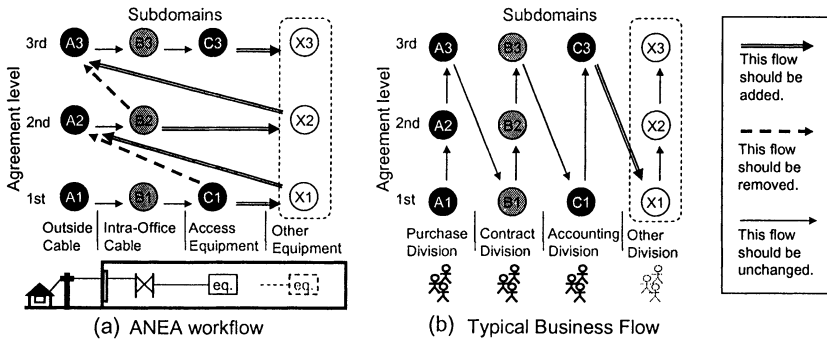 Subdomains
Agreement level
3rd
A3
B3
C3
X3
2nd
A2
B2
X2
1st
A1
B1
C1
X1
Outside Cable
Intra-Office Cable
Access Equipment
Other Equipment
eq.
eq.
(a) ANEA workflow
Subdomains
Agreement level
3rd
A3
B3
C3
X3
2nd
A2
B2
X2
1st
A1
B1
C1
X1
Purchase Division
Contract Division
Accounting Division
Other Division
(b) Typical Business Flow
This flow
should be
added.
This flow
should be
removed.
This flow
should be
unchanged.